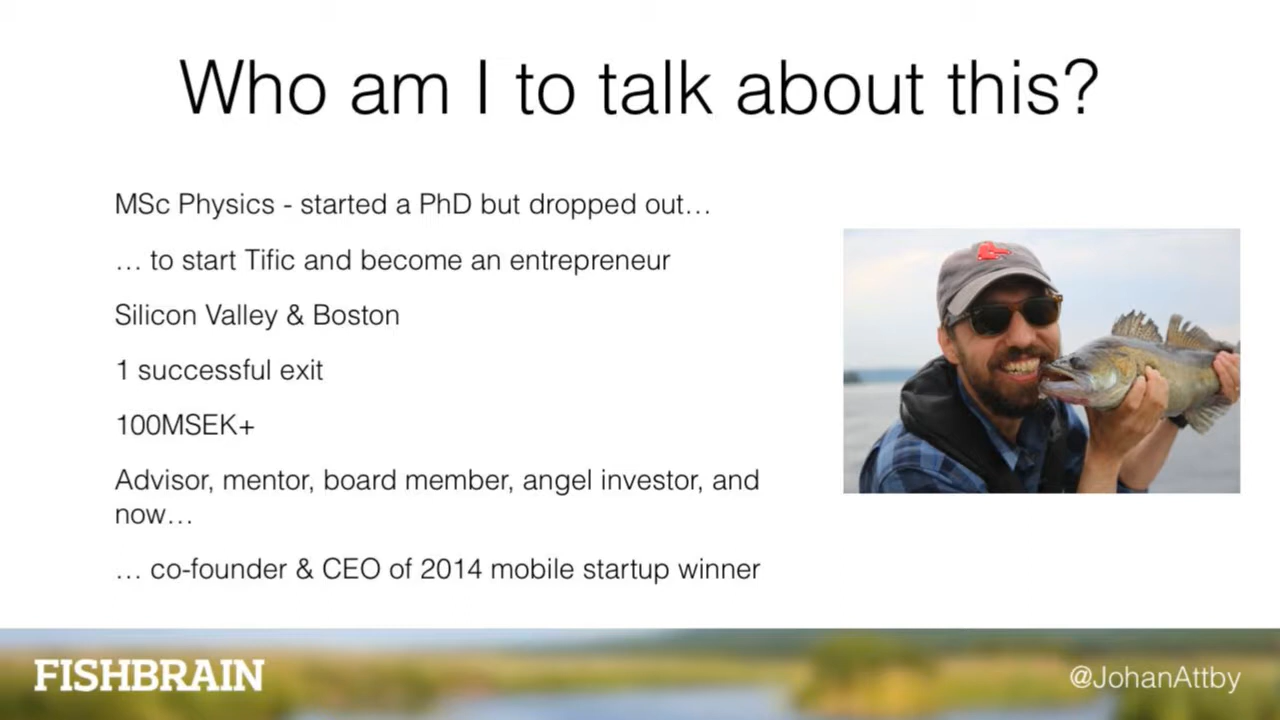 Who am I to talk about this?
MSc Physics - started a PhD but dropped out…
… to start Tific and become an entrepreneur
Silicon Valley & Boston
1 successful exit
100MSEK+
Advisor, mentor, board member, angel investor, and
now…
… co-founder & CEO of 2014 mobile startup winner
FISHBRAIN
@JohanAttby